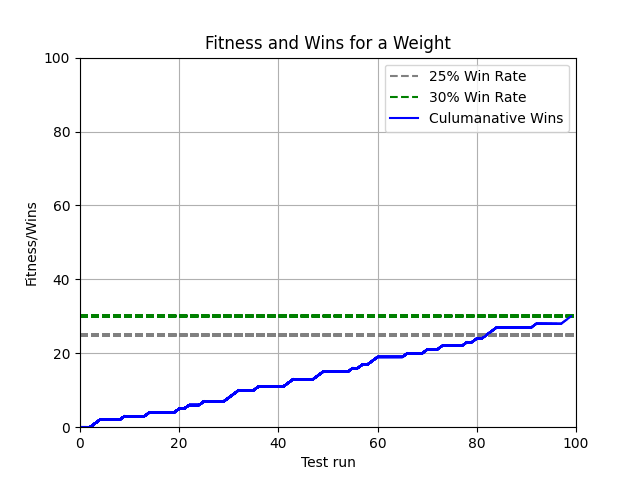 Fitness and Wins for a Weight
100
80
60
40
20
0
Fitness/Wins
25% Win Rate
30% Win Rate
Culumanative Wins
0 20 40 60 80 100
Test run